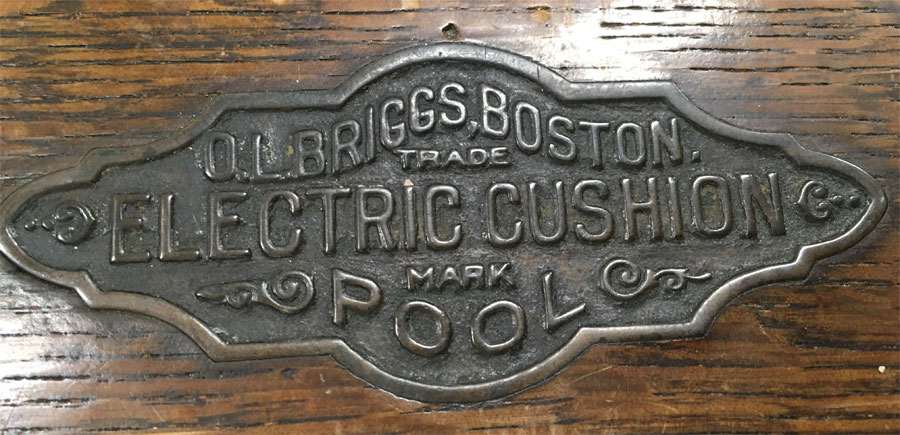 O.L. BRIGGS, BOSTON.
TRADE
ELECTRIC CUSHION
MARK
POOL